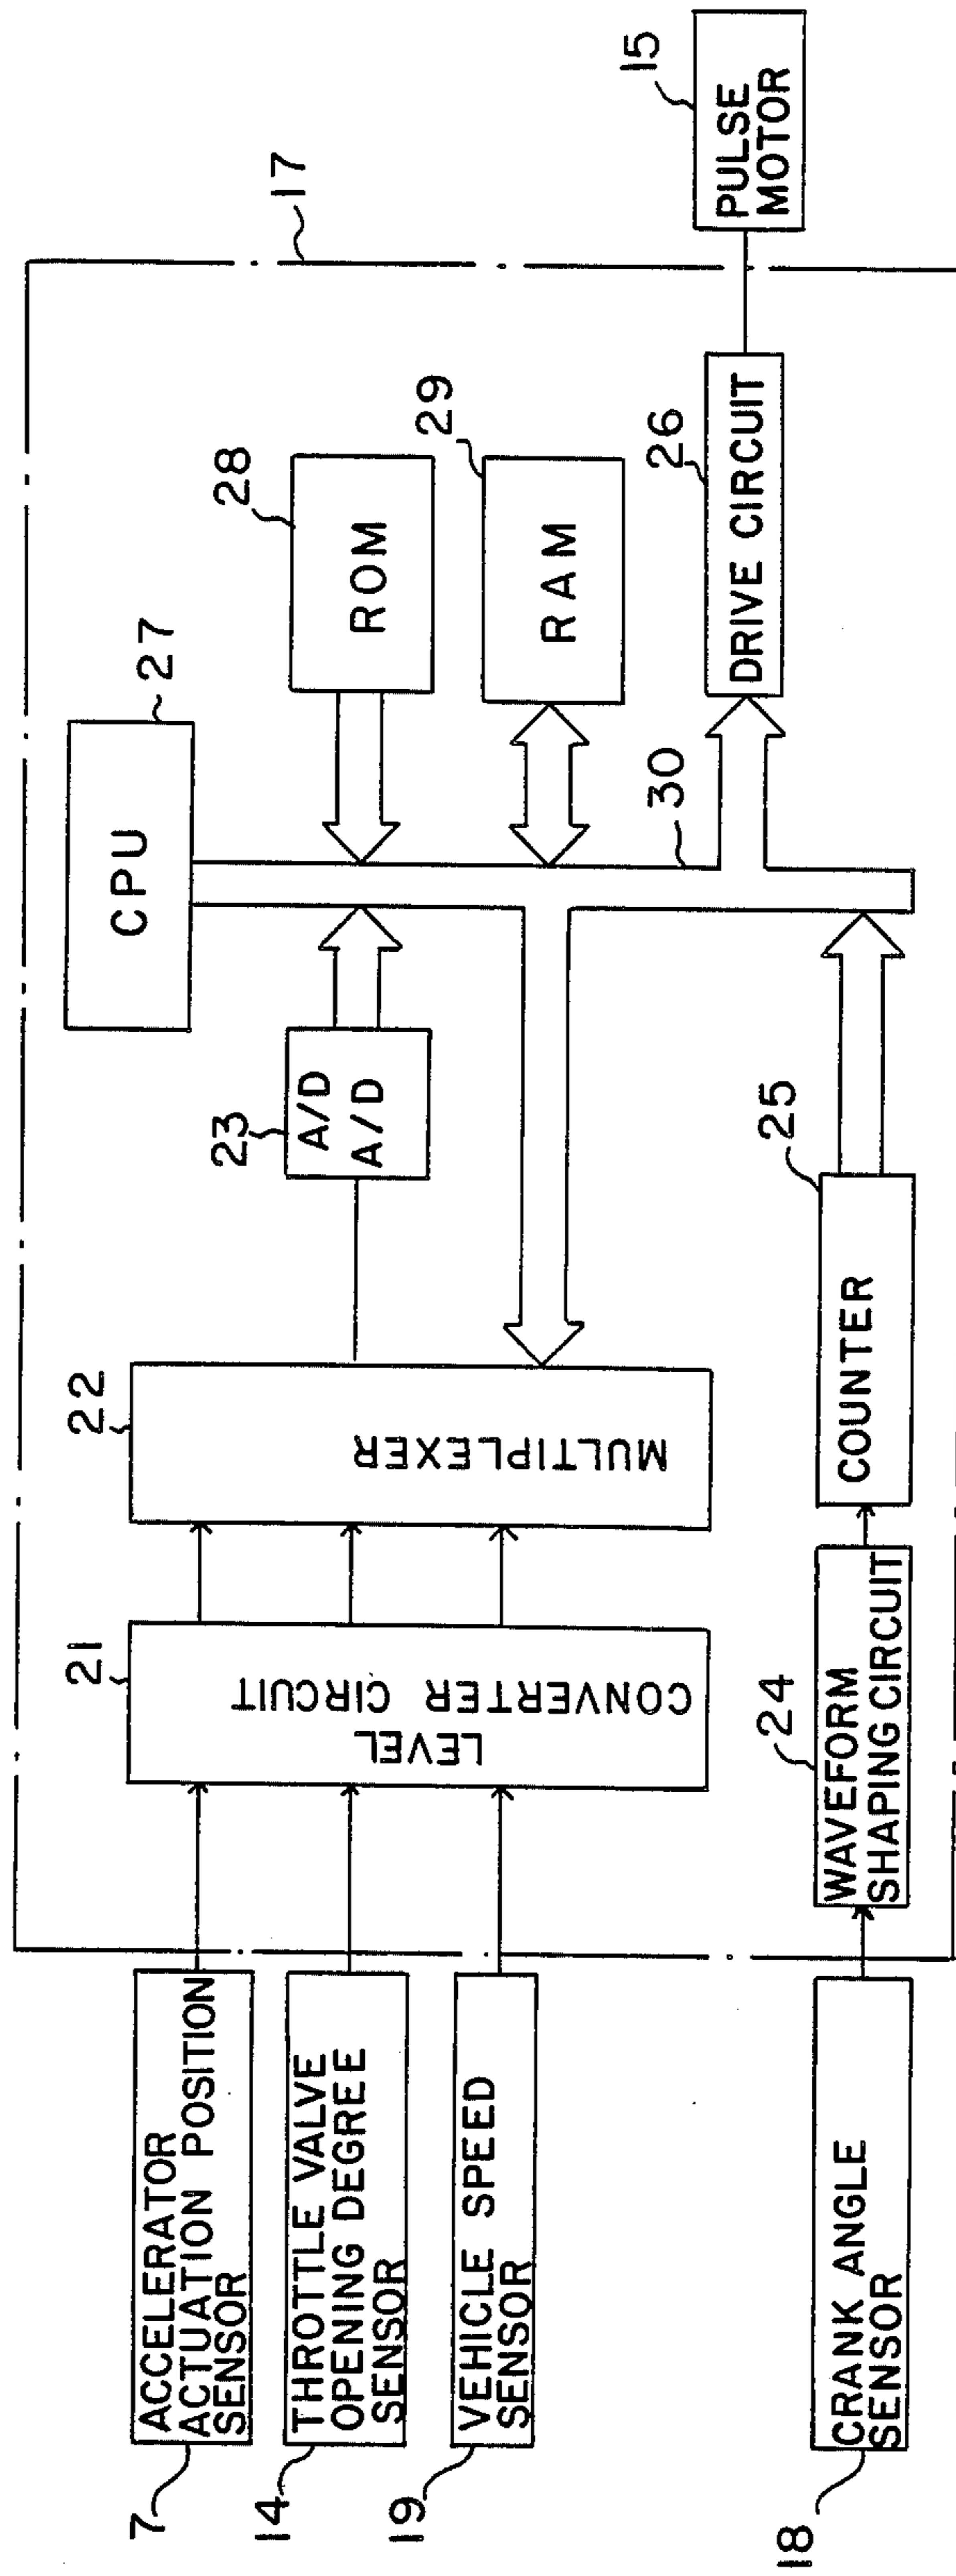 17
CPU
27
7
ACCELERATOR
ACTUATION POSITION
SENSOR
14
THROTTLE VALVE
OPENING DEGREE
SENSOR
19
VEHICLE SPEED
SENSOR
21
LEVEL
CONVERTER CIRCUIT
22
MULTIPLEXER
23
A/D
A/D
28
ROM
29
RAM
30
18
CRANK ANGLE
SENSOR
24
WAVEFORM
SHAPING CIRCUIT
25
COUNTER
26
DRIVE CIRCUIT
15
PULSE
MOTOR